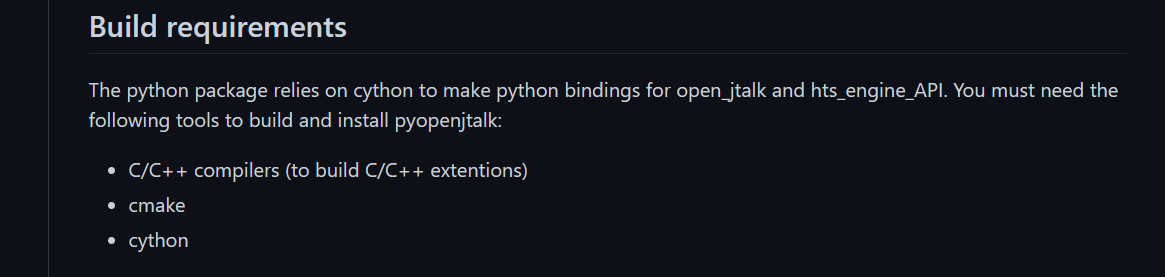 Build requirements
The python package relies on cython to make python bindings for open_jtalk and hts_engine_API. You must need the
following tools to build and install pyopenjtalk:
• C/C++ compilers (to build C/C++ extentions)
• cmake
• cython